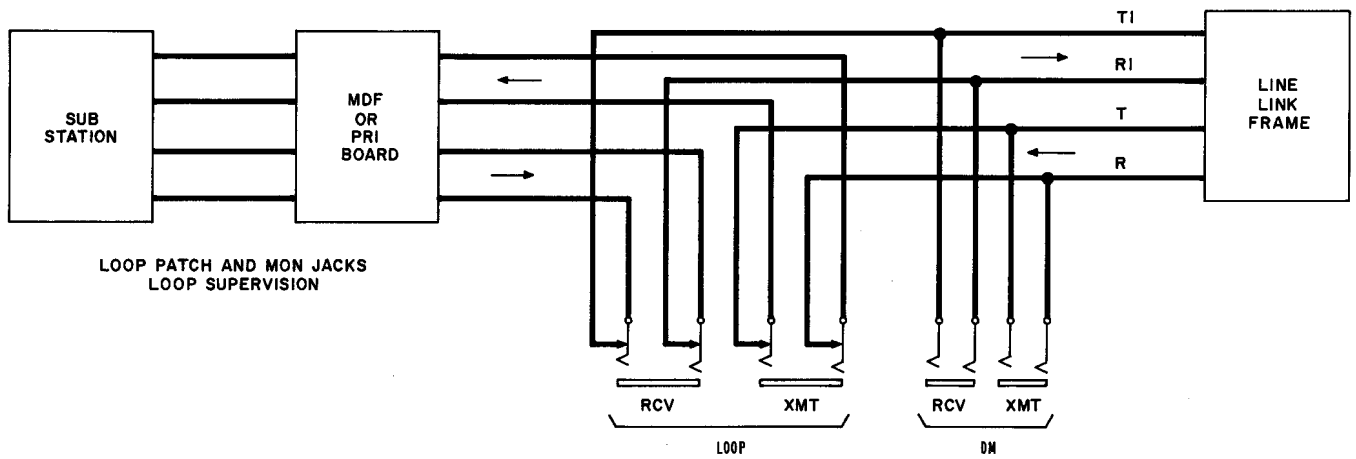 SUB
STATION
MDF
OR
PRI
BOARD
T1
R1
T
R
LINE
LINK
FRAME
LOOP PATCH AND MON JACKS
LOOP SUPERVISION
RCV XMT RCV XMT
LOOP DM